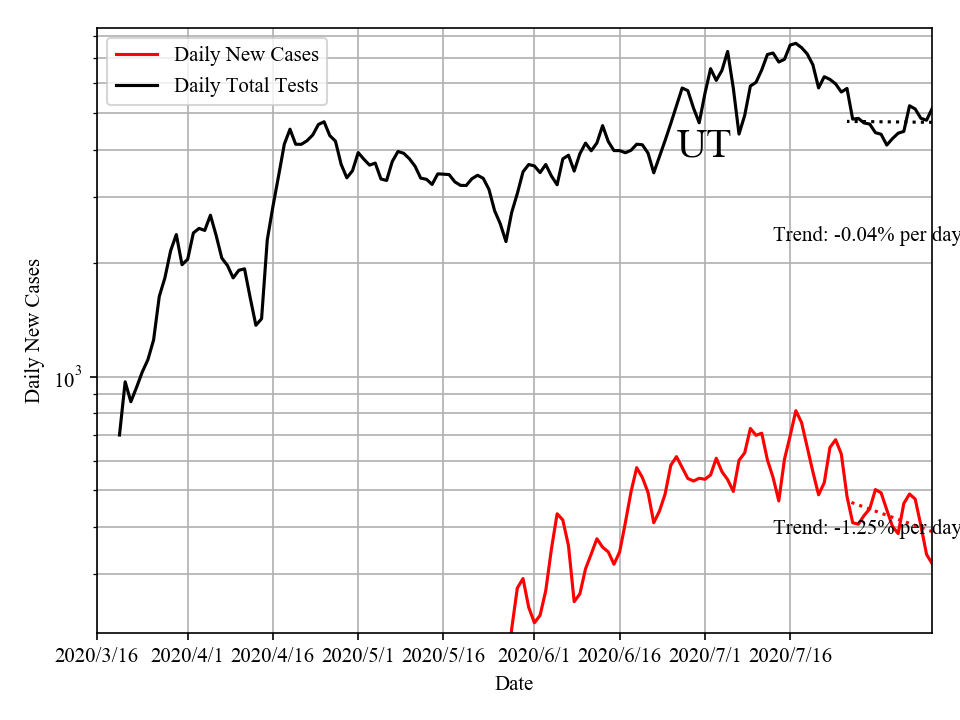 Daily New Cases
Daily Total Tests
UT
Trend: -0.04% per day
Trend: -1.25% per day
Daily New Cases
10³
2020/3/16 2020/4/1 2020/4/16 2020/5/1 2020/5/16 2020/6/1 2020/6/16 2020/7/1 2020/7/16
Date